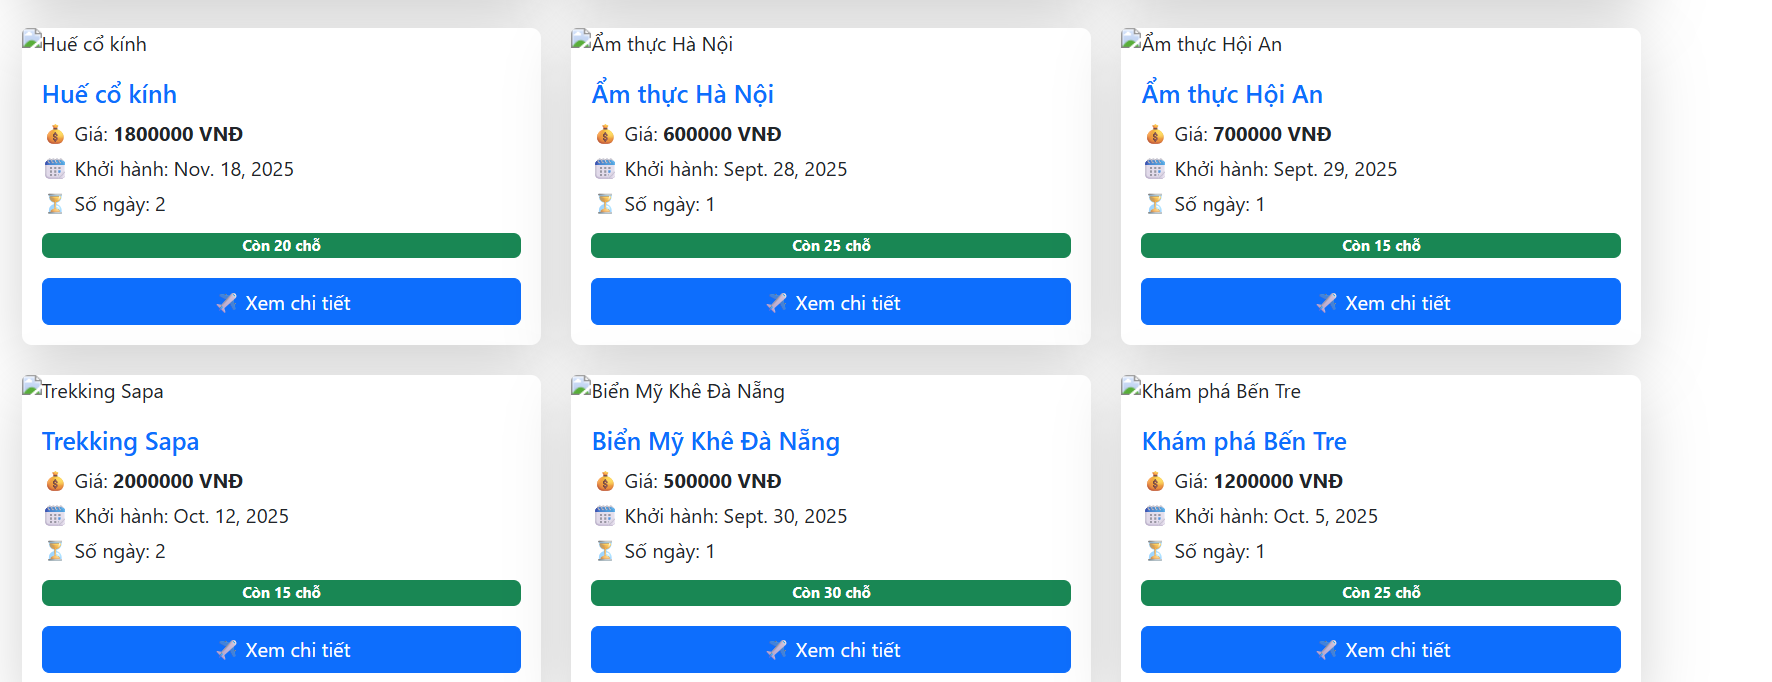 Huế cổ kính
Huế cổ kính
Giá: 1800000 VNĐ
Khởi hành: Nov. 18, 2025
Số ngày: 2
Còn 20 chỗ
Xem chi tiết
Ẩm thực Hà Nội
Ẩm thực Hà Nội
Giá: 600000 VNĐ
Khởi hành: Sept. 28, 2025
Số ngày: 1
Còn 25 chỗ
Xem chi tiết
Ẩm thực Hội An
Ẩm thực Hội An
Giá: 700000 VNĐ
Khởi hành: Sept. 29, 2025
Số ngày: 1
Còn 15 chỗ
Xem chi tiết
Trekking Sapa
Trekking Sapa
Giá: 2000000 VNĐ
Khởi hành: Oct. 12, 2025
Số ngày: 2
Còn 15 chỗ
Xem chi tiết
Biển Mỹ Khê Đà Nẵng
Biển Mỹ Khê Đà Nẵng
Giá: 500000 VNĐ
Khởi hành: Sept. 30, 2025
Số ngày: 1
Còn 30 chỗ
Xem chi tiết
Khám phá Bến Tre
Khám phá Bến Tre
Giá: 1200000 VNĐ
Khởi hành: Oct. 5, 2025
Số ngày: 1
Còn 25 chỗ
Xem chi tiết